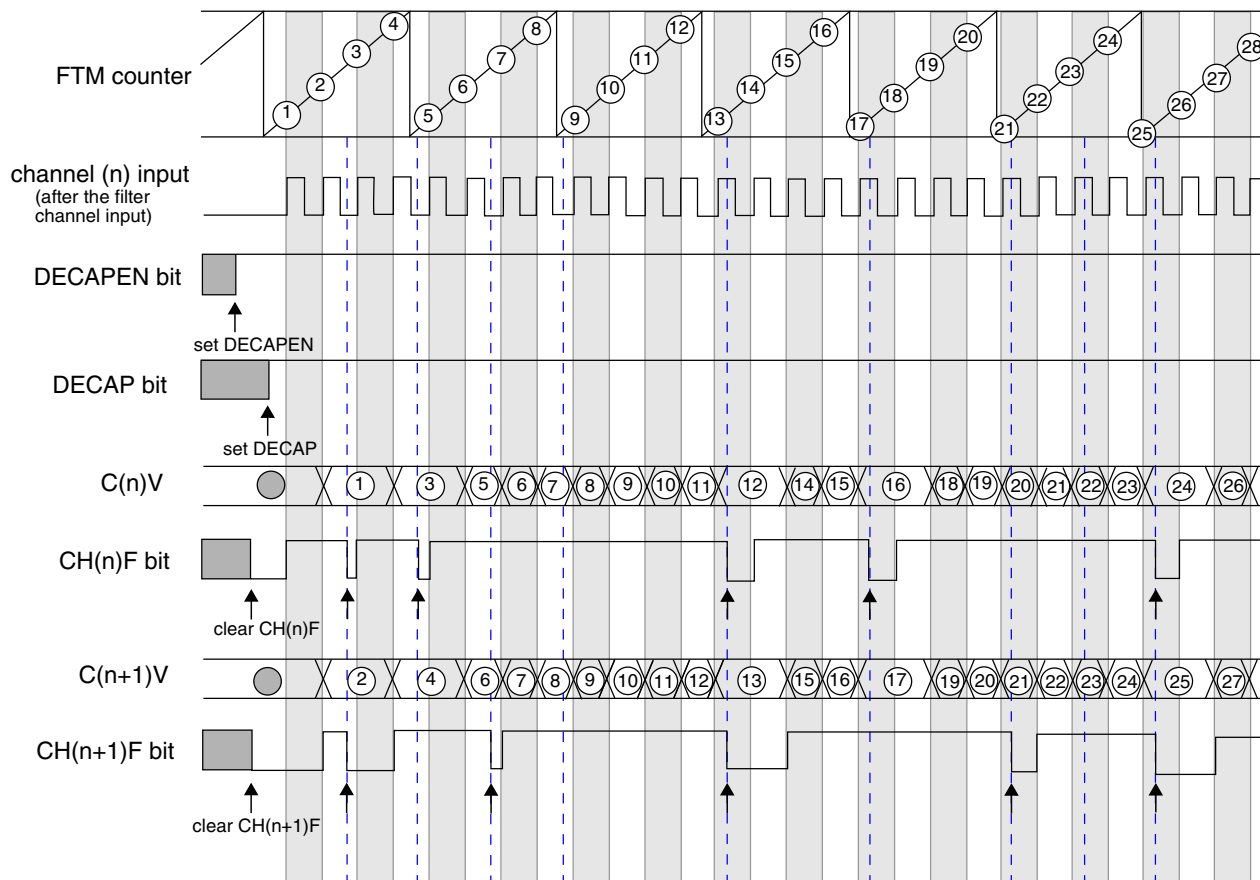 FTM counter
1 2 3 4 5 6 7 8 9 10 11 12 13 14 15 16 17 18 19 20 21 22 23 24 25 26 27 28
channel (n) input
(after the filter
channel input)
DECAPEN bit
set DECAPEN
DECAP bit
set DECAP
C(n)V
1 3 5 6 7 8 9 10 11 12 14 15 16 18 19 20 21 22 23 24 26
CH(n)F bit
clear CH(n)F
C(n+1)V
2 4 6 7 8 9 10 11 12 13 15 16 17 19 20 21 22 23 24 25 27
CH(n+1)F bit
clear CH(n+1)F